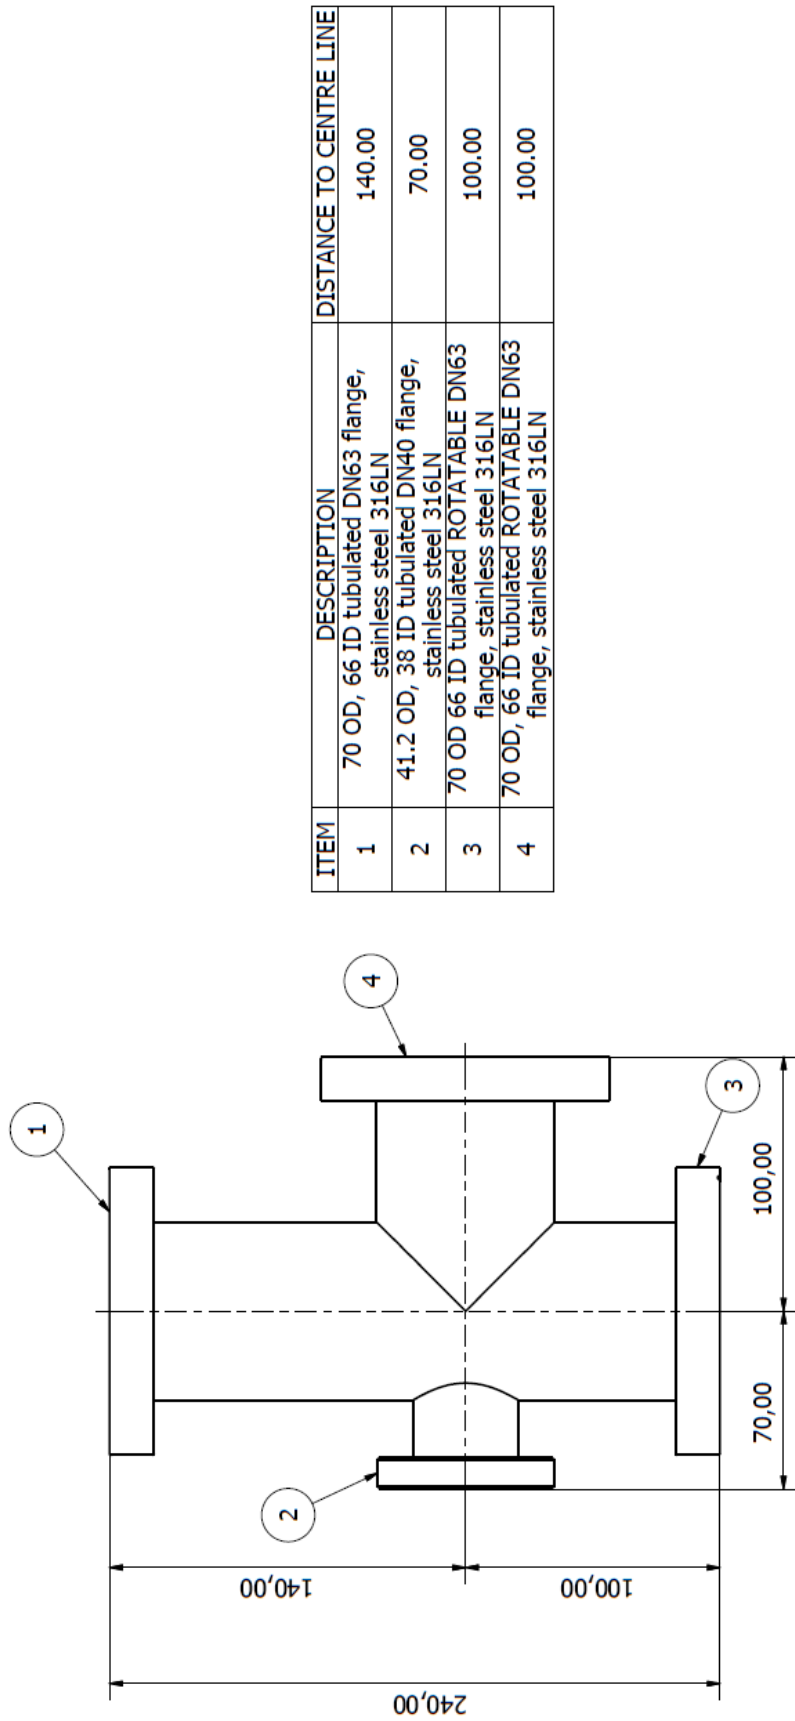 ITEM DESCRIPTION DISTANCE TO CENTRE LINE
1 70 OD, 66 ID tubulated DN63 flange, 140.00
stainless steel 316LN
2 41.2 OD, 38 ID tubulated DN40 flange, 70.00
stainless steel 316LN
3 70 OD 66 ID tubulated ROTATABLE DN63 100.00
flange, stainless steel 316LN
4 70 OD, 66 ID tubulated ROTATABLE DN63 100.00
flange, stainless steel 316LN
1
2
4
3
140,00
100,00
240,00
70,00
100,00